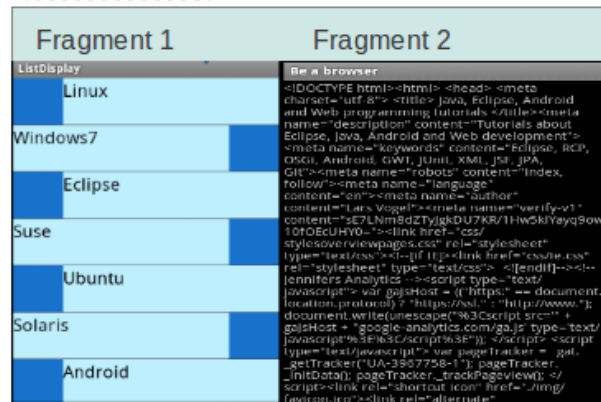 Fragment 1
Fragment 2
ListDisplay
Linux
Windows7
Eclipse
Suse
Ubuntu
Solaris
Android
Be a browser
<!DOCTYPE html><html> <head> <meta
charset="utf-8"> <title> Java, Eclipse, Android
and Web programming tutorials </title><meta
name="description" content="Tutorials about
Eclipse, Java, Android and Web development">
<meta name="keywords" content="Eclipse, RCP,
OSGi, Android, GWT, JUnit, XML, JSF, JPA,
Git"><meta name="robots" content="index,
follow"><meta name="language"
content="en"><meta name="author"
content="Lars Vogel"><meta name="verify-v1"
<link href="css/
stylesoverviewpages.css" rel="stylesheet"
type="text/css"><!--[if IE]><link href="css/ie.css"
rel="stylesheet" type="text/css"> <![endif]--><!--
Jennifers Analytics --><script type="text/
javascript"> var gaJsHost = (("https:" == document.
location.protocol) ? "https://ssl." : "http://www.");
document.write(unescape("%3Cscript src='" +
gaJsHost + "google-analytics.com/ga.js' type='text/
javascript'%3E%3C/script%3E")); </script> <script
type="text/javascript"> var pageTracker = _gat.
_getTracker("UA-3967758-1"); pageTracker.
_initData(); pageTracker._trackPageview(); </
script><link rel="shortcut icon" href="./img/
favicon.ico"><link rel="alternate"